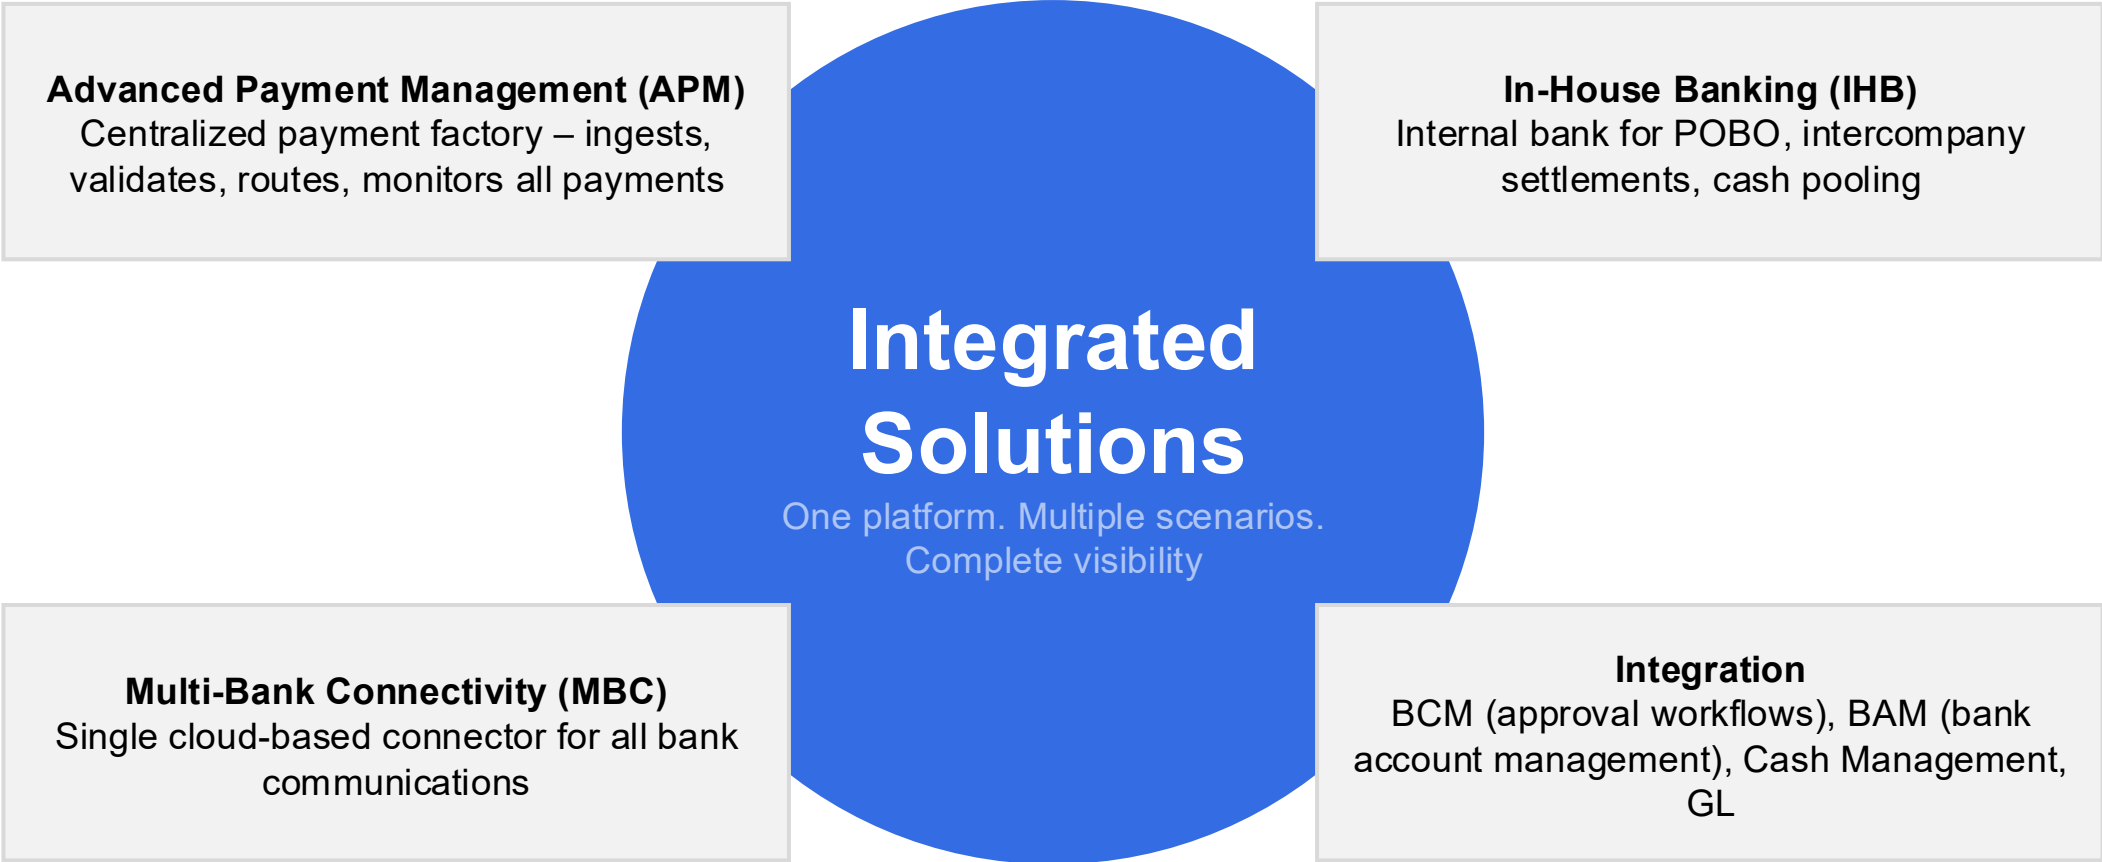 Advanced Payment Management (APM)
Centralized payment factory – ingests,
validates, routes, monitors all payments
In-House Banking (IHB)
Internal bank for POBO, intercompany
settlements, cash pooling
Integrated
Solutions
One platform. Multiple scenarios.
Complete visibility
Multi-Bank Connectivity (MBC)
Single cloud-based connector for all bank
communications
Integration
BCM (approval workflows), BAM (bank
account management), Cash Management,
GL